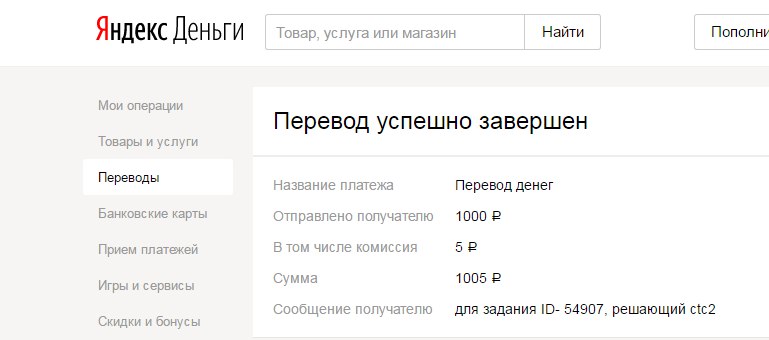 Яндекс Деньги
Товар, услуга или магазин
Найти
Пополни
Мои операции
Товары и услуги
Переводы
Банковские карты
Прием платежей
Игры и сервисы
Скидки и бонусы
Перевод успешно завершен
Название платежа Перевод денег
Отправлено получателю 1000 ₽
В том числе комиссия 5 ₽
Сумма 1005 ₽
Сообщение получателю для задания ID- 54907, решающий ctc2